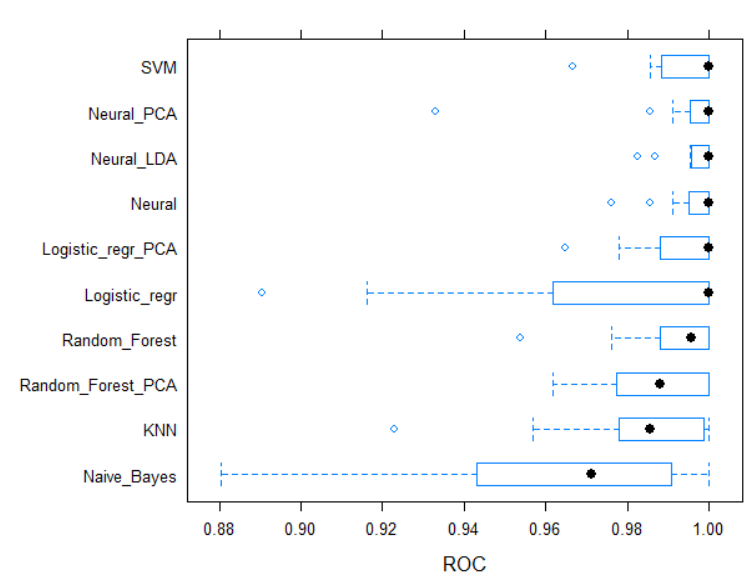 SVM
Neural_PCA
Neural_LDA
Neural
Logistic_regr_PCA
Logistic_regr
Random_Forest
Random_Forest_PCA
KNN
Naive_Bayes
0.88 0.90 0.92 0.94 0.96 0.98 1.00
ROC